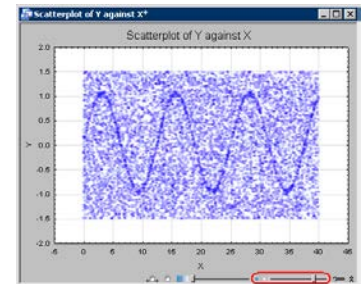 Scatterplot of Y against X*
Scatterplot of Y against X
2.0
1.5
1.0
0.5
0.0
-0.5
-1.0
-1.5
-2.0
Y
-5 0 5 10 15 20 25 30 35 40 45
X